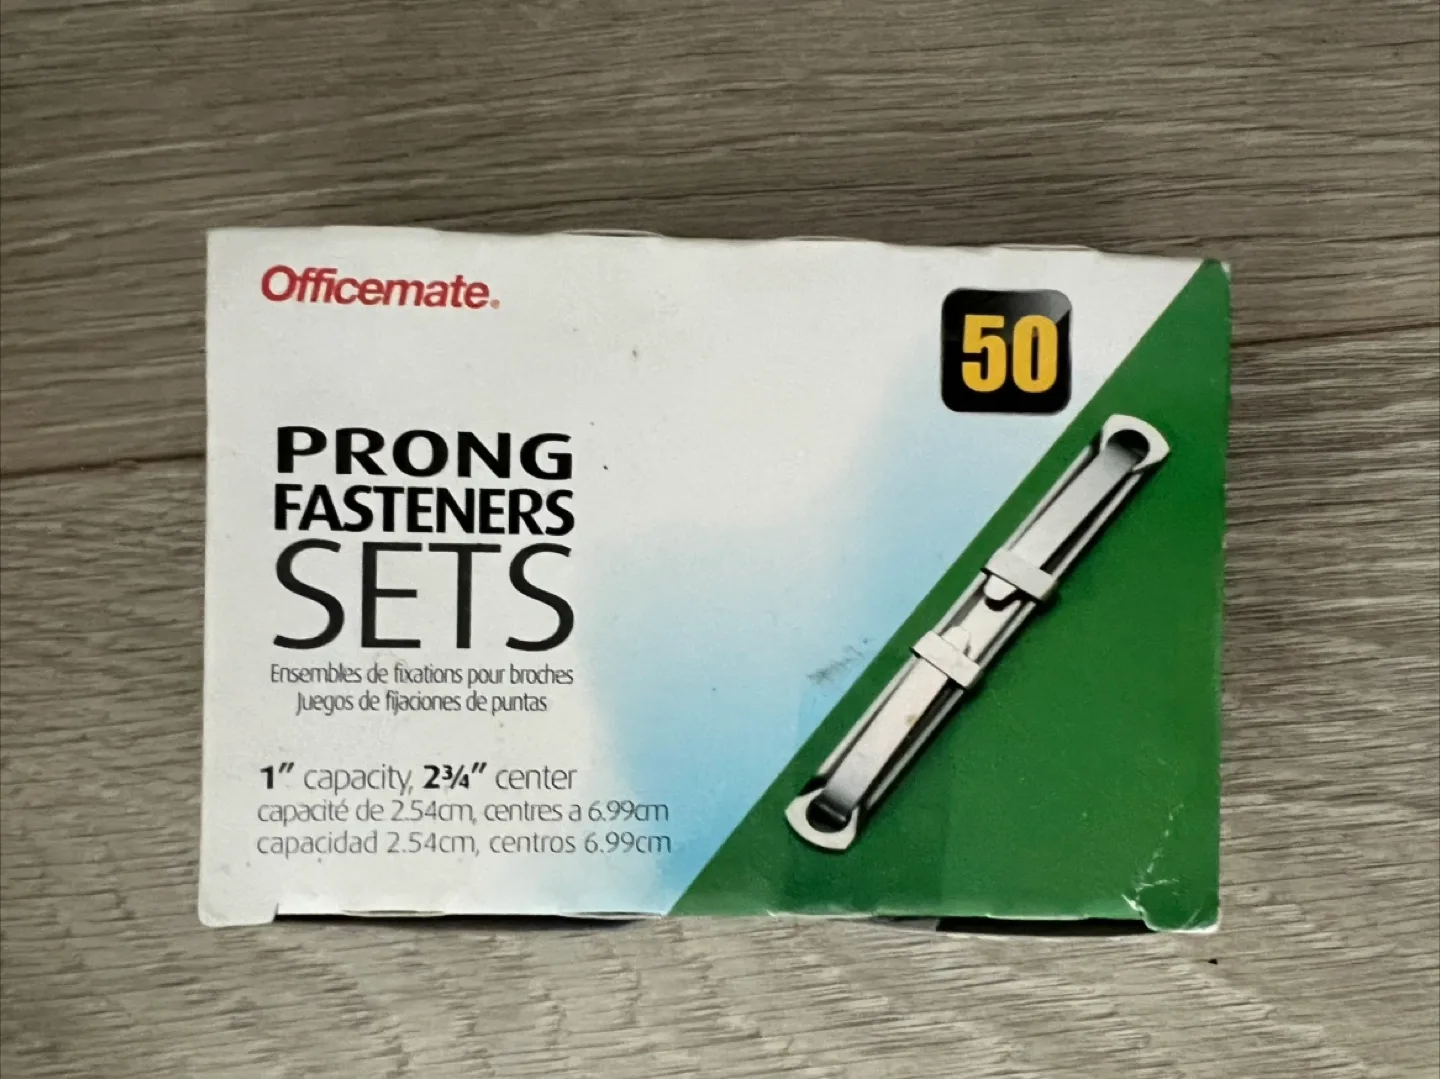 Officemate®
50
PRONG
FASTENERS
SETS
Ensembles de fixations pour broches
Juegos de fijaciones de puntas
1" capacity, 2¾" center
capacité de 2.54cm, centres a 6.99cm
capacidad 2.54cm, centros 6.99cm